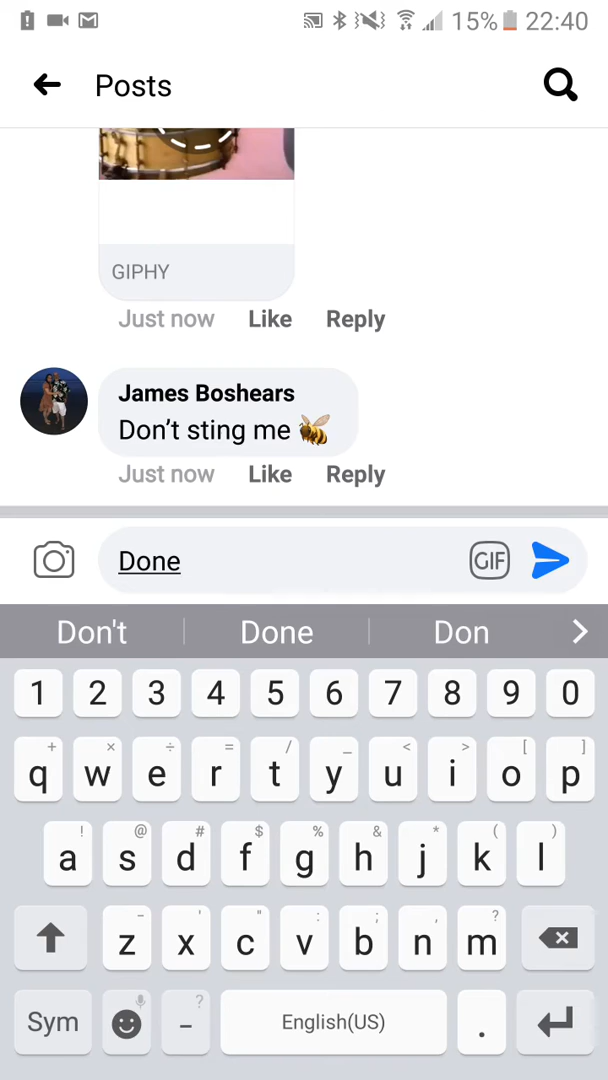 15% 22:40
Posts
GIPHY
Just now Like Reply
James Boshears
Don't sting me
Just now Like Reply
Done GIF
Don't Done Don
1 2 3 4 5 6 7 8 9 0
+ × ÷ = / _ < > [ ]
q w e r t y u i o p
! @ # $ % & * ( )
a s d f g h j k l
- ' " : ; , ?
z x c v b n m
?
Sym - English(US) .